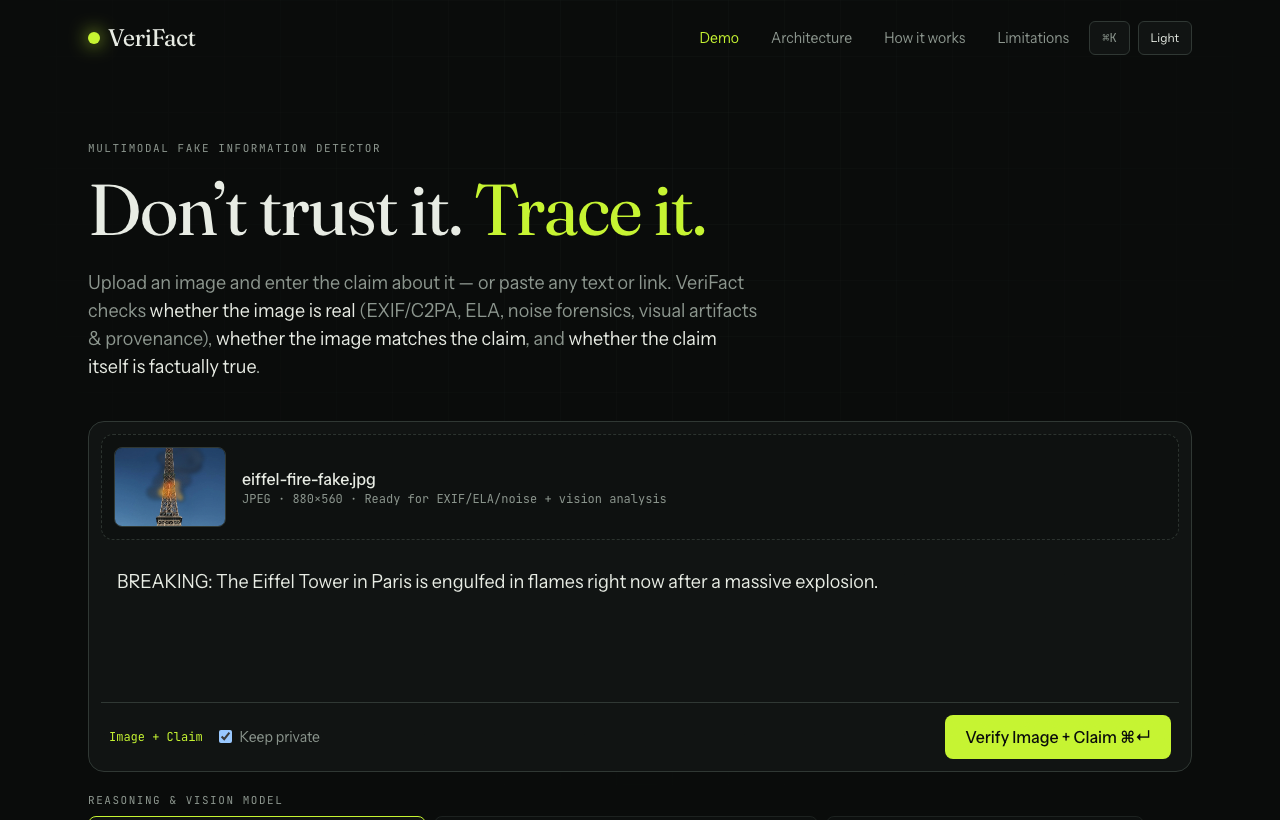 VeriFact
Demo
Architecture
How it works
Limitations
⌘K
Light
MULTIMODAL FAKE INFORMATION DETECTOR
Don’t trust it. Trace it.
Upload an image and enter the claim about it — or paste any text or link. VeriFact
checks whether the image is real (EXIF/C2PA, ELA, noise forensics, visual artifacts
& provenance), whether the image matches the claim, and whether the claim
itself is factually true.
eiffel-fire-fake.jpg
JPEG · 880×560 · Ready for EXIF/ELA/noise + vision analysis
BREAKING: The Eiffel Tower in Paris is engulfed in flames right now after a massive explosion.
Image + Claim
Keep private
Verify Image + Claim ⌘↵
REASONING & VISION MODEL